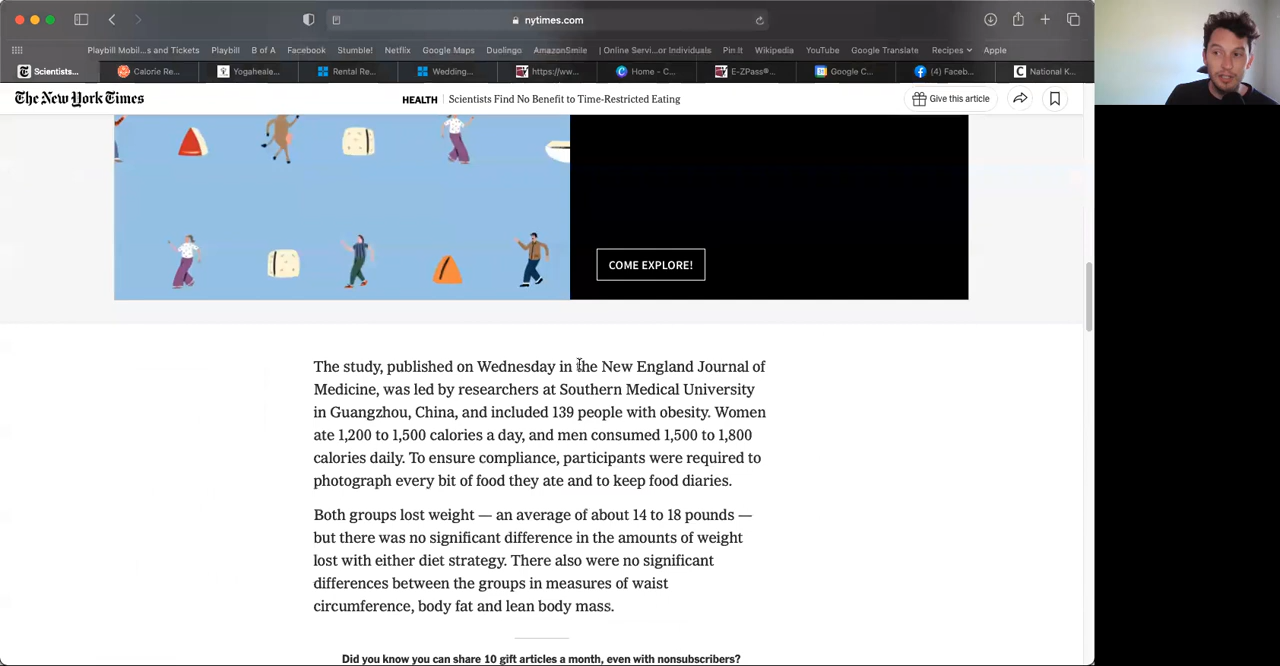 nytimes.com
Playbill Mobil...s and Tickets Playbill B of A Facebook Stumble! Netflix Google Maps Duolingo AmazonSmile | Online Servi...or Individuals Pin It Wikipedia YouTube Google Translate Recipes Apple
Scientists... Calorie Re... Yogaheale... Rental Re... Wedding... https://ww... Home - C... E-ZPass®... Google C... (4) Faceb... National K...
The New York Times HEALTH Scientists Find No Benefit to Time-Restricted Eating Give this article
COME EXPLORE!
The study, published on Wednesday in the New England Journal of
Medicine, was led by researchers at Southern Medical University
in Guangzhou, China, and included 139 people with obesity. Women
ate 1,200 to 1,500 calories a day, and men consumed 1,500 to 1,800
calories daily. To ensure compliance, participants were required to
photograph every bit of food they ate and to keep food diaries.
Both groups lost weight — an average of about 14 to 18 pounds —
but there was no significant difference in the amounts of weight
lost with either diet strategy. There also were no significant
differences between the groups in measures of waist
circumference, body fat and lean body mass.
Did you know you can share 10 gift articles a month, even with nonsubscribers?